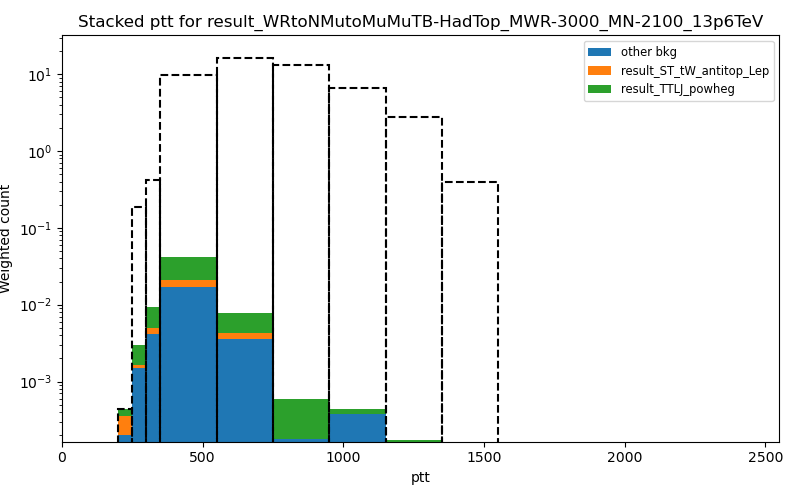 Stacked ptt for result_WRtoNMutoMuMuTB-HadTop_MWR-3000_MN-2100_13p6TeV
other bkg
result_ST_tW_antitop_Lep
result_TTLJ_powheg
Weighted count
10¹
10⁰
10⁻¹
10⁻²
10⁻³
0 500 1000 1500 2000 2500
ptt